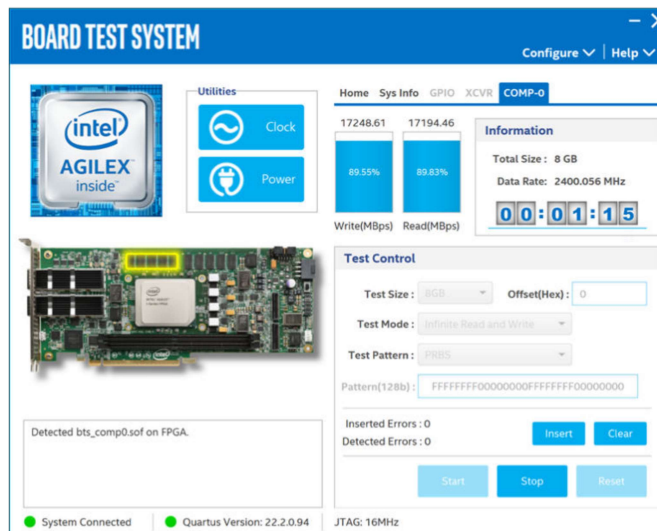 BOARD TEST SYSTEM
Configure | Help
intel
AGILEX
inside
Utilities
Clock
Power
Home Sys Info GPIO XCVR COMP-0
17248.61 17194.46
89.55% 89.83%
Write(MBps) Read(MBps)
Information
Total Size : 8 GB
Data Rate: 2400.056 MHz
00:01:15
Test Control
Test Size : 8GB Offset(Hex) : 0
Test Mode : Infinite Read and Write
Test Pattern : PRBS
Pattern(128b) : FFFFFFFF00000000FFFFFFFF00000000
Inserted Errors : 0
Detected Errors : 0
Insert Clear
Start Stop Reset
Detected bts_comp0.sof on FPGA.
System Connected Quartus Version: 22.2.0.94 JTAG: 16MHz